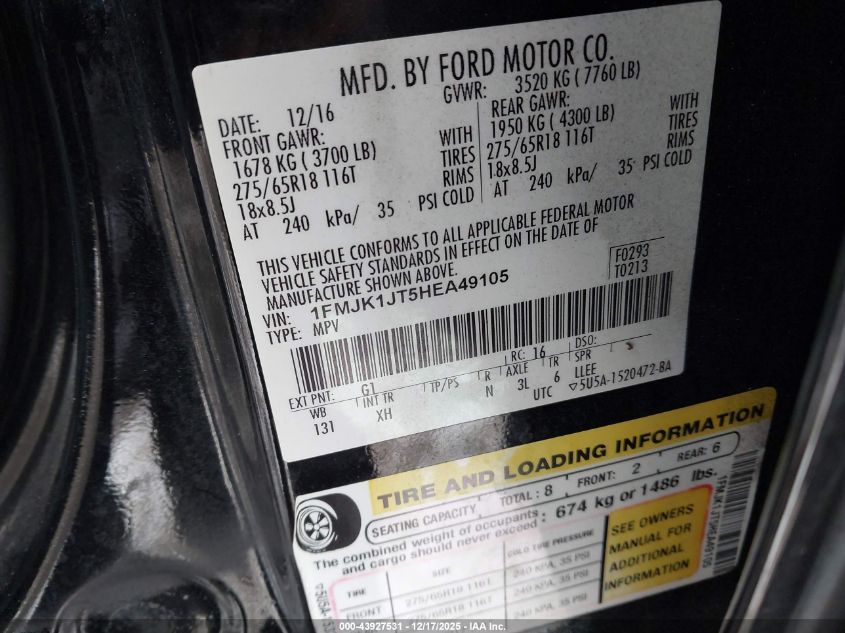 MFD. BY FORD MOTOR CO.
DATE: 12/16 GVWR: 3520 KG ( 7760 LB)
FRONT GAWR: REAR GAWR:
1678 KG ( 3700 LB) WITH 1950 KG ( 4300 LB) WITH
275/65R18 116T TIRES 275/65R18 116T TIRES
18x8.5J RIMS 18x8.5J RIMS
AT 240 kPa/ 35 PSI COLD AT 240 kPa/ 35 PSI COLD
THIS VEHICLE CONFORMS TO ALL APPLICABLE FEDERAL MOTOR
VEHICLE SAFETY STANDARDS IN EFFECT ON THE DATE OF
MANUFACTURE SHOWN ABOVE.
F0293
T0213
VIN: 1FMJK1JT5HEA49105
TYPE: MPV
EXT PNT: G1 RC: 16 DSO:
WB INT TR TP/PS R AXLE TR SPR
131 XH N 3L 6 LLEE
UTC ▽5U5A-1520472-BA
TIRE AND LOADING INFORMATION
SEATING CAPACITY TOTAL : 8 FRONT: 2 REAR: 6
The combined weight of occupants and cargo should never exceed : 674 kg or 1486 lbs.
TIRE SIZE COLD TIRE PRESSURE
FRONT 275/65R18 116T 240 KPA, 35 PSI
275/65R18 116T 240 KPA, 35 PSI
SEE OWNERS
MANUAL FOR
ADDITIONAL
INFORMATION
1FMJK1JT5HEA49105
000-43927531 - 12/17/2025 - IAA Inc.